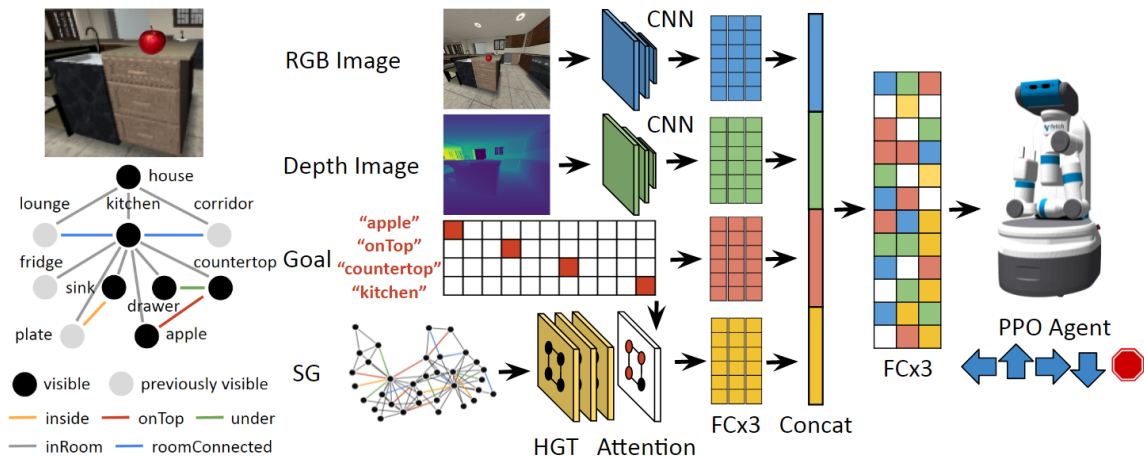 house
lounge
kitchen
corridor
fridge
countertop
sink
drawer
plate
apple
visible
previously visible
inside
onTop
under
inRoom
roomConnected
RGB Image
CNN
Depth Image
CNN
Goal
“apple”
“onTop”
“countertop”
“kitchen”
SG
HGT
Attention
FCx3
Concat
FCx3
fetch
PPO Agent